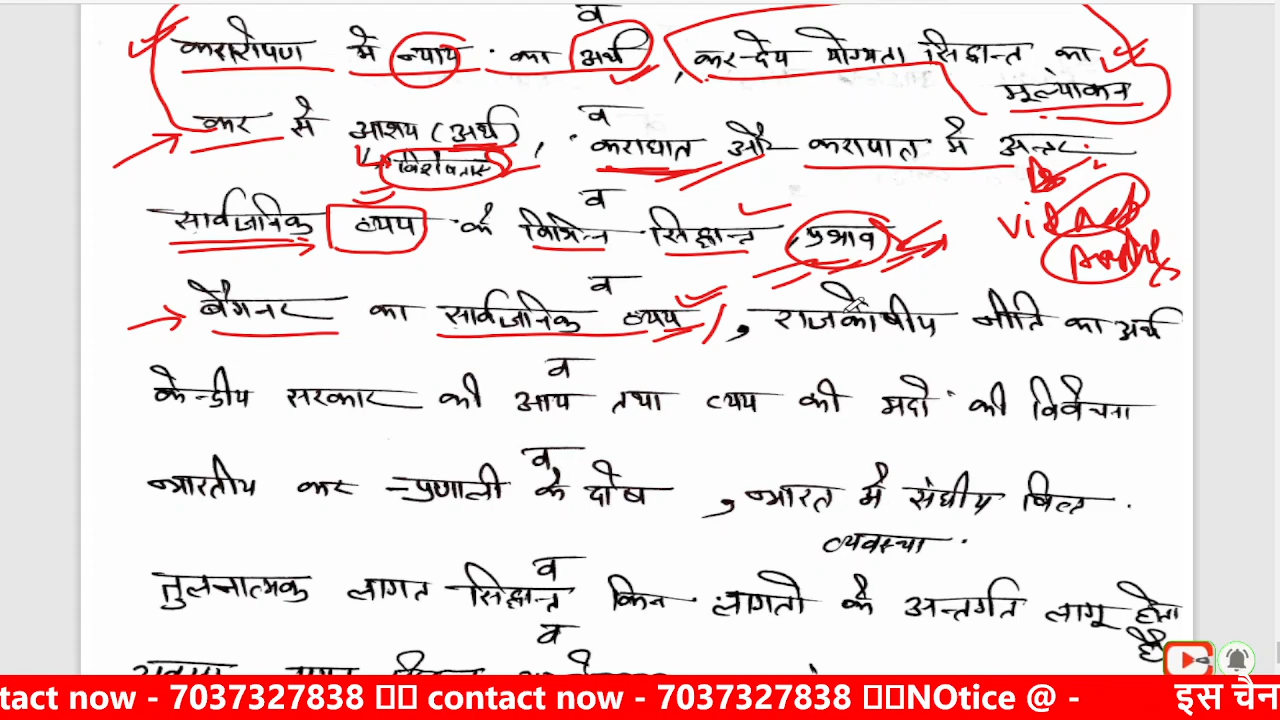 व
करारोपण में न्याय का अर्थ , कर-देय योग्यता सिद्धान्त का
मूल्यांकन
व
कर से आशय (अर्थ) , कराघात और करापात में अन्तर
विशेषताएं
व
सार्वजनिक व्यय के विभिन्न सिद्धान्त , प्रभाव
व
वैगनर का सार्वजनिक व्यय , राजकोषीय नीति का अर्थ
व
केन्द्रीय सरकार की आय तथा व्यय की मदों की विवेचना
व
भारतीय कर -प्रणाली के दोष , भारत में संघीय वित्त
व्यवस्था
व
तुलनात्मक लागत सिद्धान्त किन लागतो के अन्तर्गत लागू होता
है
व
ntact now - 7037327838 contact now - 7037327838 NOtice @ - इस चैन